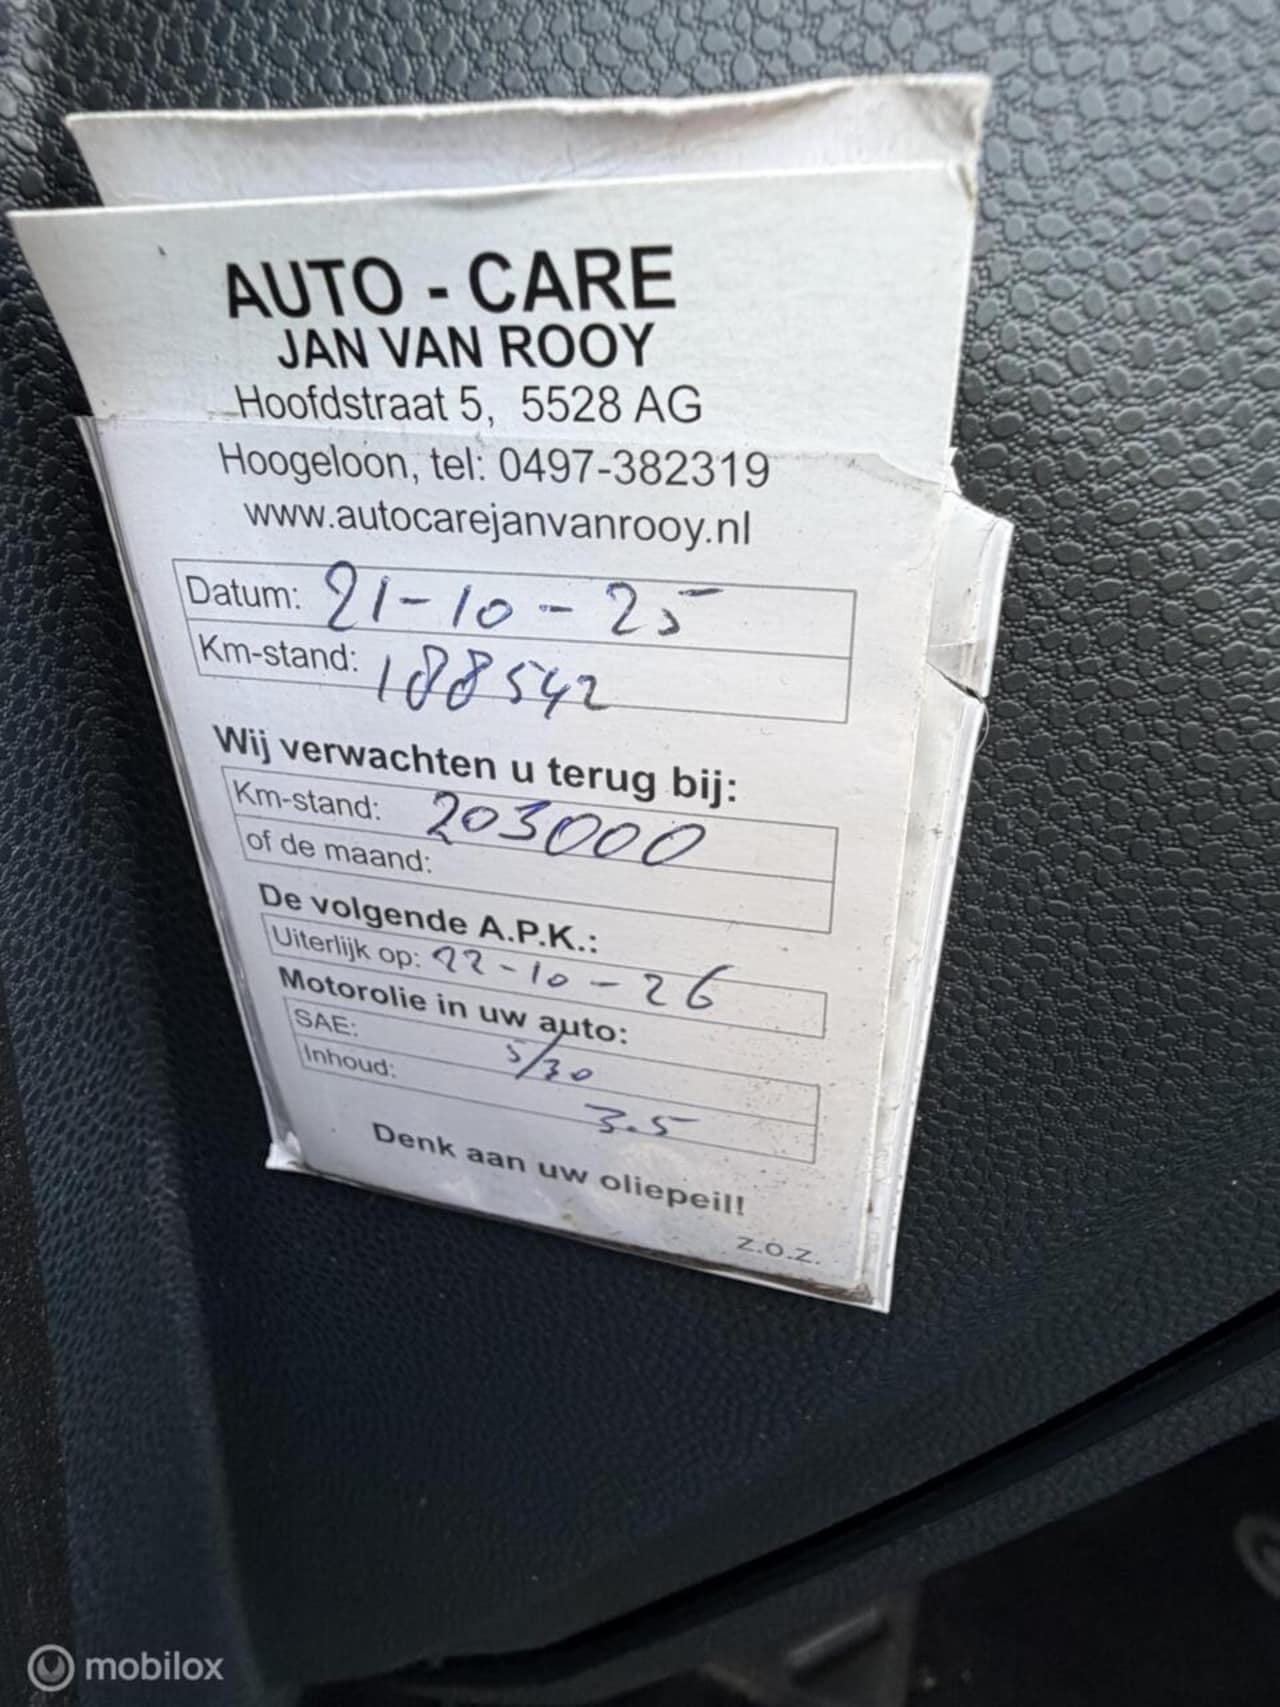 AUTO - CARE
JAN VAN ROOY
Hoofdstraat 5, 5528 AG
Hoogeloon, tel: 0497-382319
www.autocarejanvanrooy.nl
Datum: 21-10-25
Km-stand: 188542
Wij verwachten u terug bij:
Km-stand: 203000
of de maand:
De volgende A.P.K.:
Uiterlijk op: 22-10-26
Motorolie in uw auto:
SAE: 5/30
Inhoud: 3.5
Denk aan uw oliepeil!
z.o.z.
mobilox